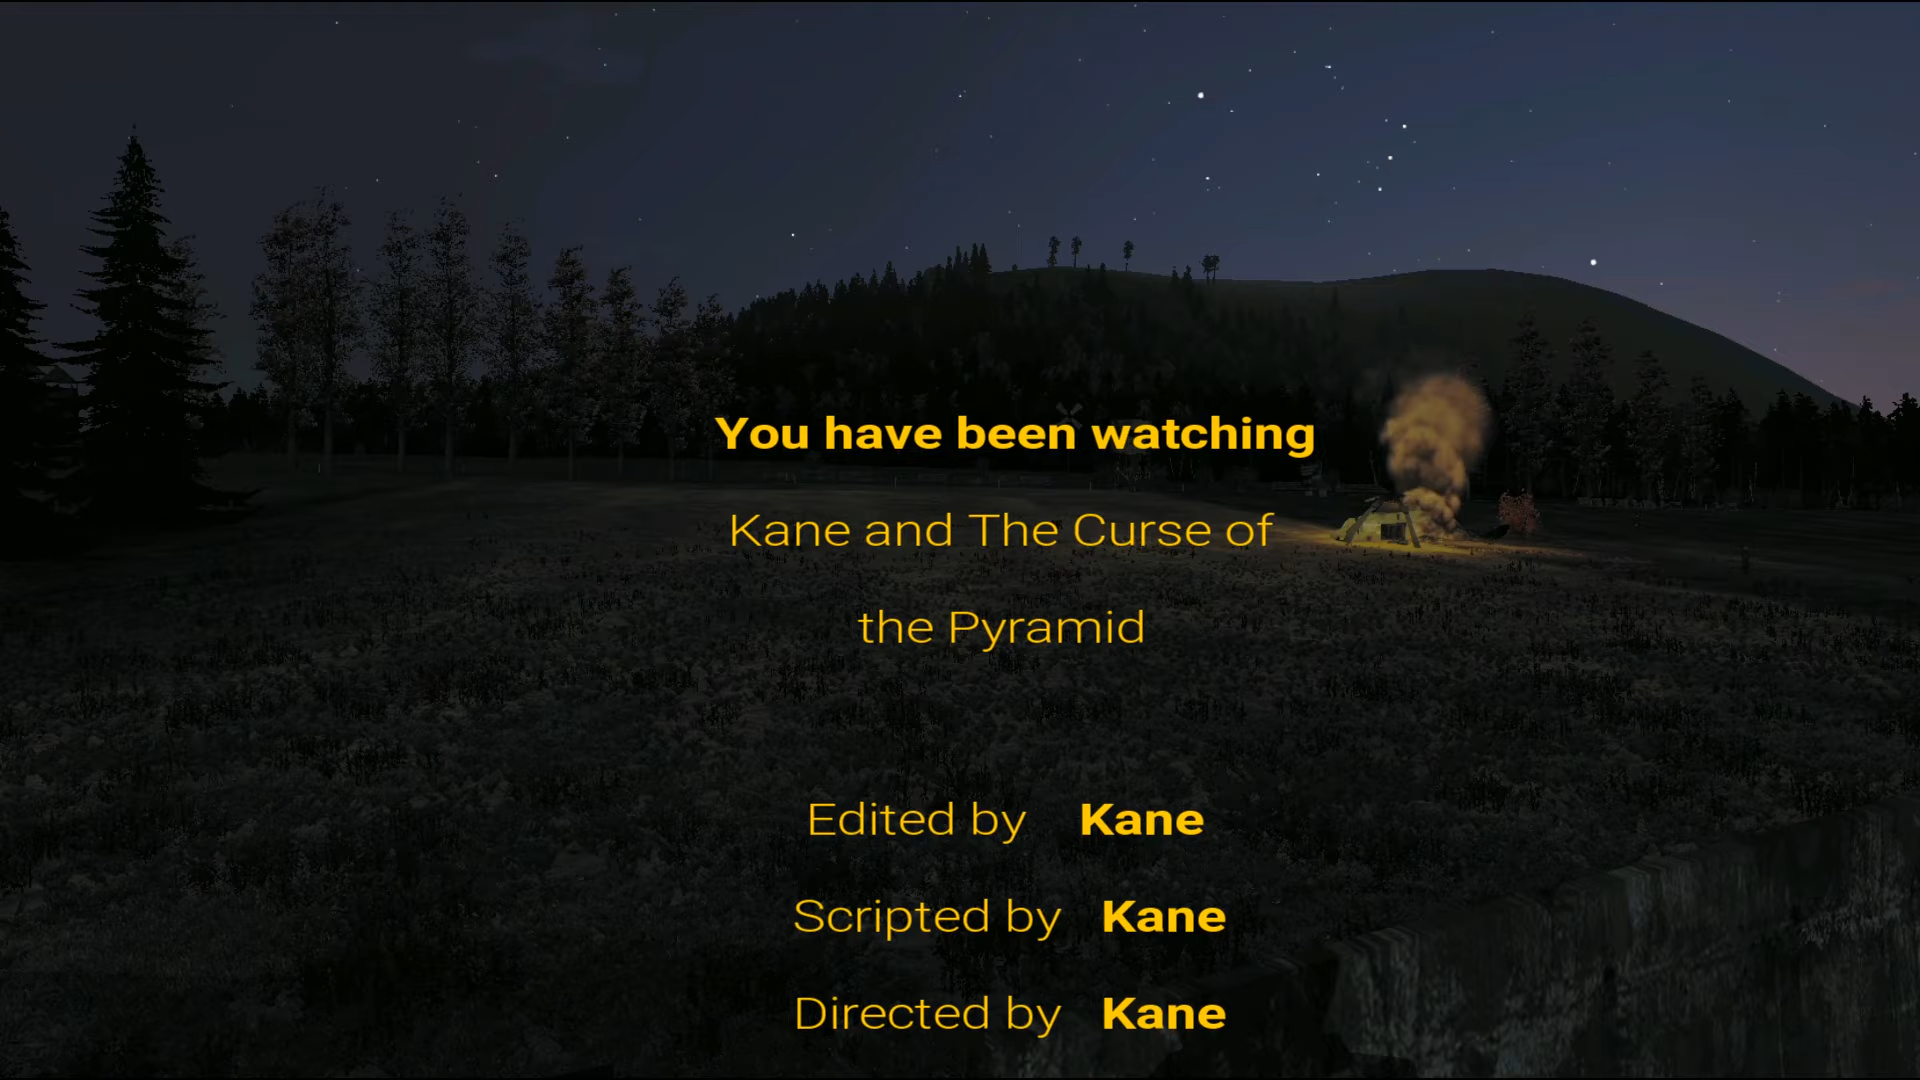 You have been watching
Kane and The Curse of
the Pyramid
Edited by Kane
Scripted by Kane
Directed by Kane